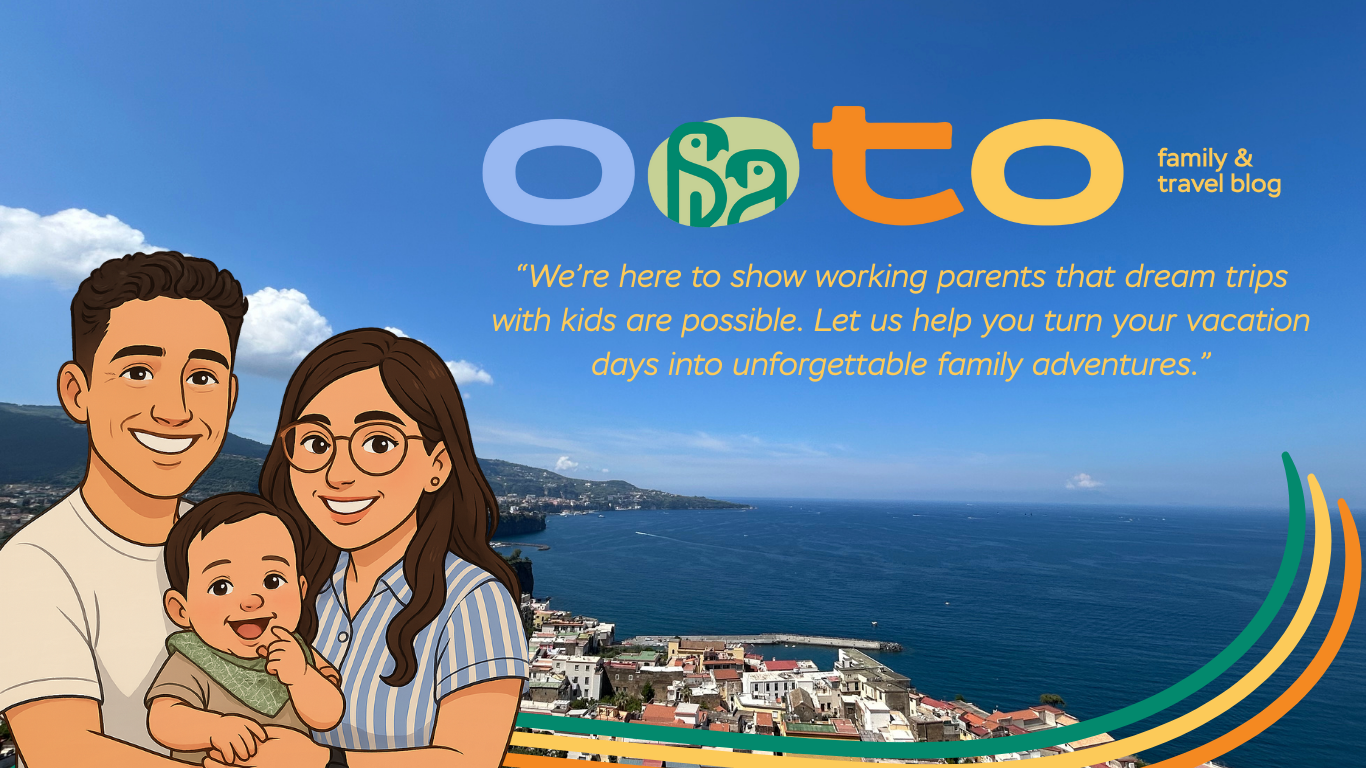 ooto
family &
travel blog
“We’re here to show working parents that dream trips
with kids are possible. Let us help you turn your vacation
days into unforgettable family adventures.”